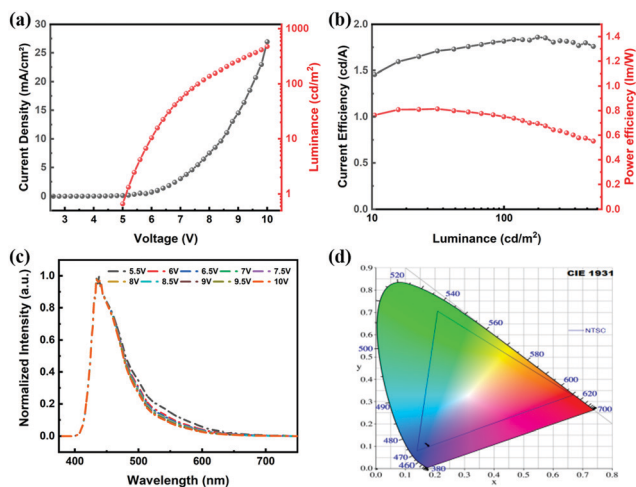 (a)
Current Density (mA/cm²)
30
25
20
15
10
5
0
3 4 5 6 7 8 9 10
Voltage (V)
1000
100
10
1
Luminance (cd/m²)
(b)
Current Efficiency (cd/A)
2.0
1.5
1.0
0.5
0.0
10 100
Luminance (cd/m²)
1.4
1.2
1.0
0.8
0.6
0.4
0.2
0.0
Power efficiency (lm/W)
(c)
Normalized Intensity (a.u.)
1.0
0.8
0.6
0.4
0.2
0.0
5.5V 6V 6.5V 7V 7.5V
8V 8.5V 9V 9.5V 10V
400 500 600 700
Wavelength (nm)
(d)
CIE 1931
NTSC
y
0.9
0.8
0.7
0.6
0.5
0.4
0.3
0.2
0.1
0.0
520
540
560
580
600
620
700
500
490
480
470
460
380
0.0 0.1 0.2 0.3 0.4 0.5 0.6 0.7 0.8
x